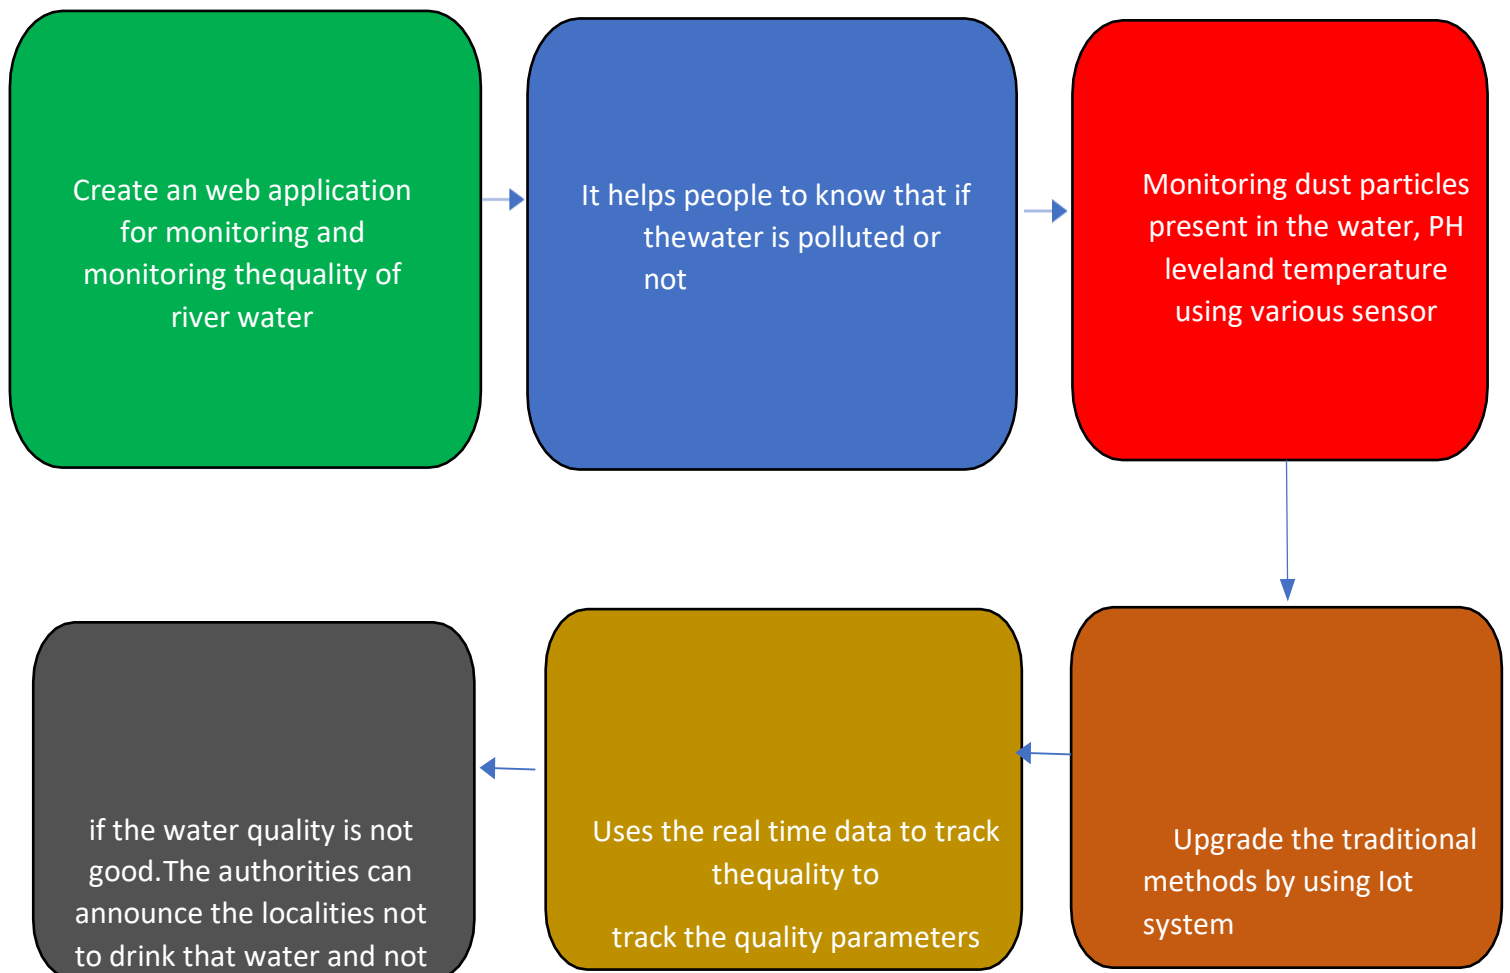 Create an web application
for monitoring and
monitoring thequality of
river water
It helps people to know that if
thewater is polluted or
not
Monitoring dust particles
present in the water, PH
leveland temperature
using various sensor
Upgrade the traditional
methods by using Iot
system
Uses the real time data to track
thequality to
track the quality parameters
if the water quality is not
good.The authorities can
announce the localities not
to drink that water and not